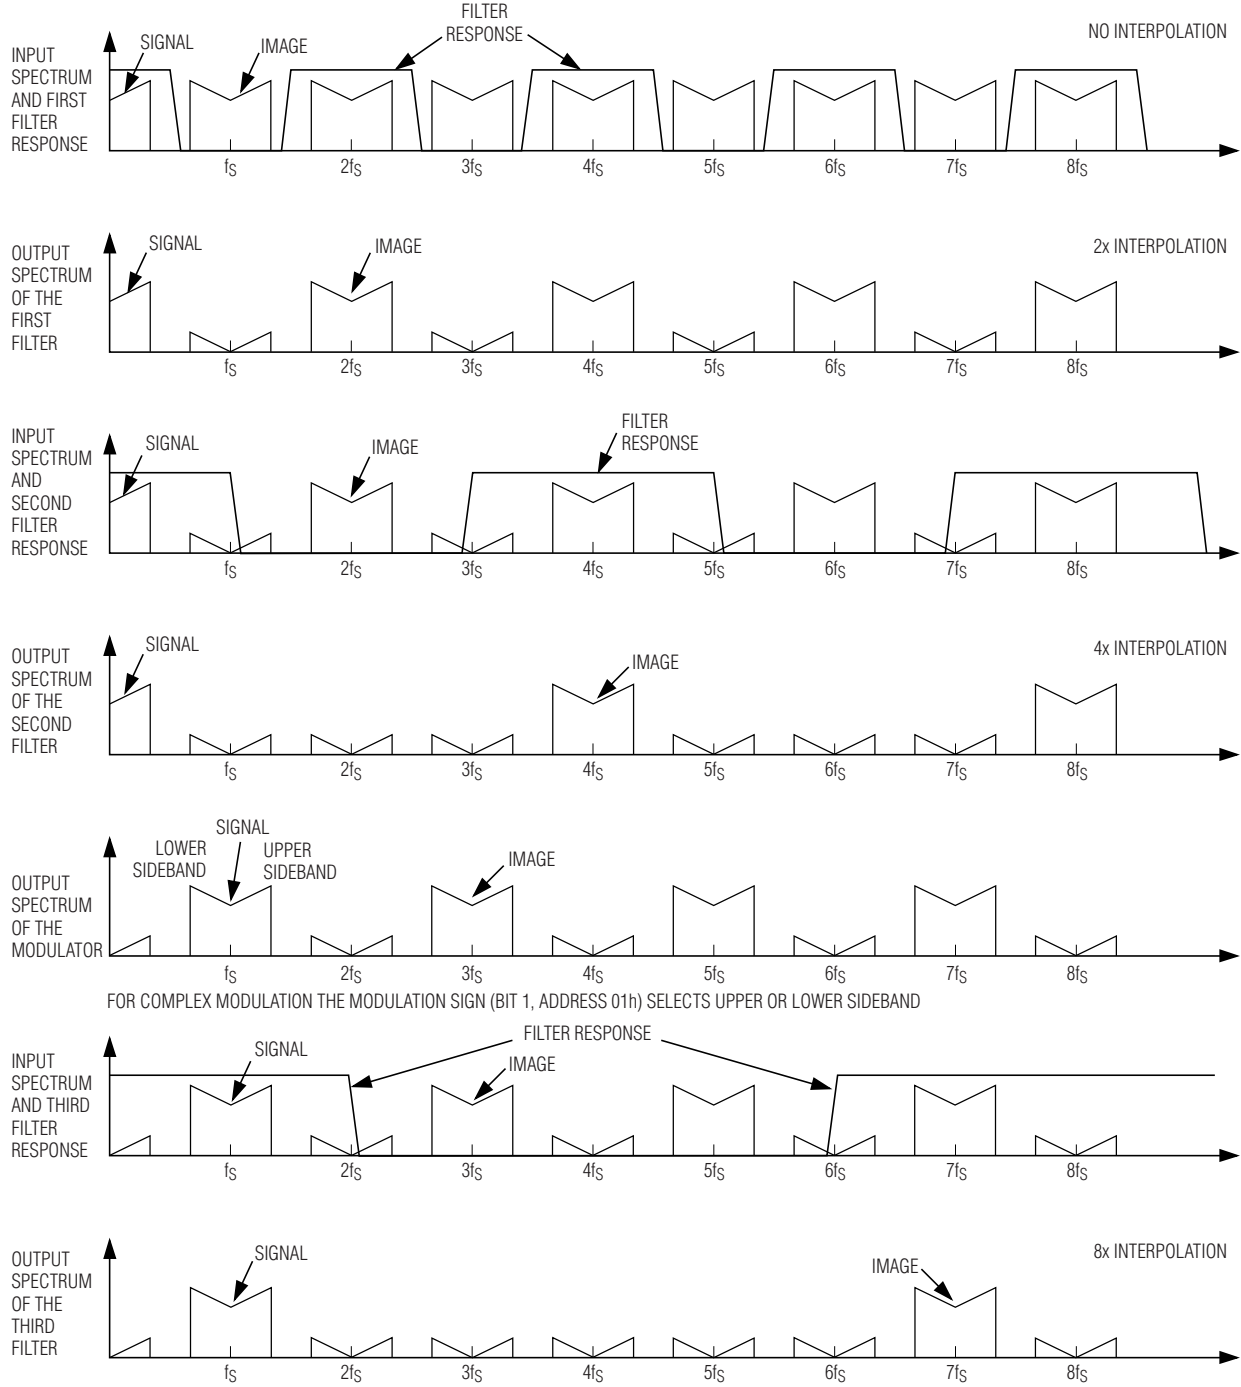 FILTER
RESPONSE
NO INTERPOLATION
SIGNAL
IMAGE
INPUT
SPECTRUM
AND FIRST
FILTER
RESPONSE
fS 2fS 3fS 4fS 5fS 6fS 7fS 8fS
SIGNAL
IMAGE
2x INTERPOLATION
OUTPUT
SPECTRUM
OF THE
FIRST
FILTER
fS 2fS 3fS 4fS 5fS 6fS 7fS 8fS
FILTER
RESPONSE
SIGNAL
IMAGE
INPUT
SPECTRUM
AND
SECOND
FILTER
RESPONSE
fS 2fS 3fS 4fS 5fS 6fS 7fS 8fS
SIGNAL
IMAGE
4x INTERPOLATION
OUTPUT
SPECTRUM
OF THE
SECOND
FILTER
fS 2fS 3fS 4fS 5fS 6fS 7fS 8fS
SIGNAL
LOWER
SIDEBAND
UPPER
SIDEBAND
IMAGE
OUTPUT
SPECTRUM
OF THE
MODULATOR
fS 2fS 3fS 4fS 5fS 6fS 7fS 8fS
FOR COMPLEX MODULATION THE MODULATION SIGN (BIT 1, ADDRESS 01h) SELECTS UPPER OR LOWER SIDEBAND
FILTER RESPONSE
SIGNAL
IMAGE
INPUT
SPECTRUM
AND THIRD
FILTER
RESPONSE
fS 2fS 3fS 4fS 5fS 6fS 7fS 8fS
SIGNAL
IMAGE
8x INTERPOLATION
OUTPUT
SPECTRUM
OF THE
THIRD
FILTER
fS 2fS 3fS 4fS 5fS 6fS 7fS 8fS